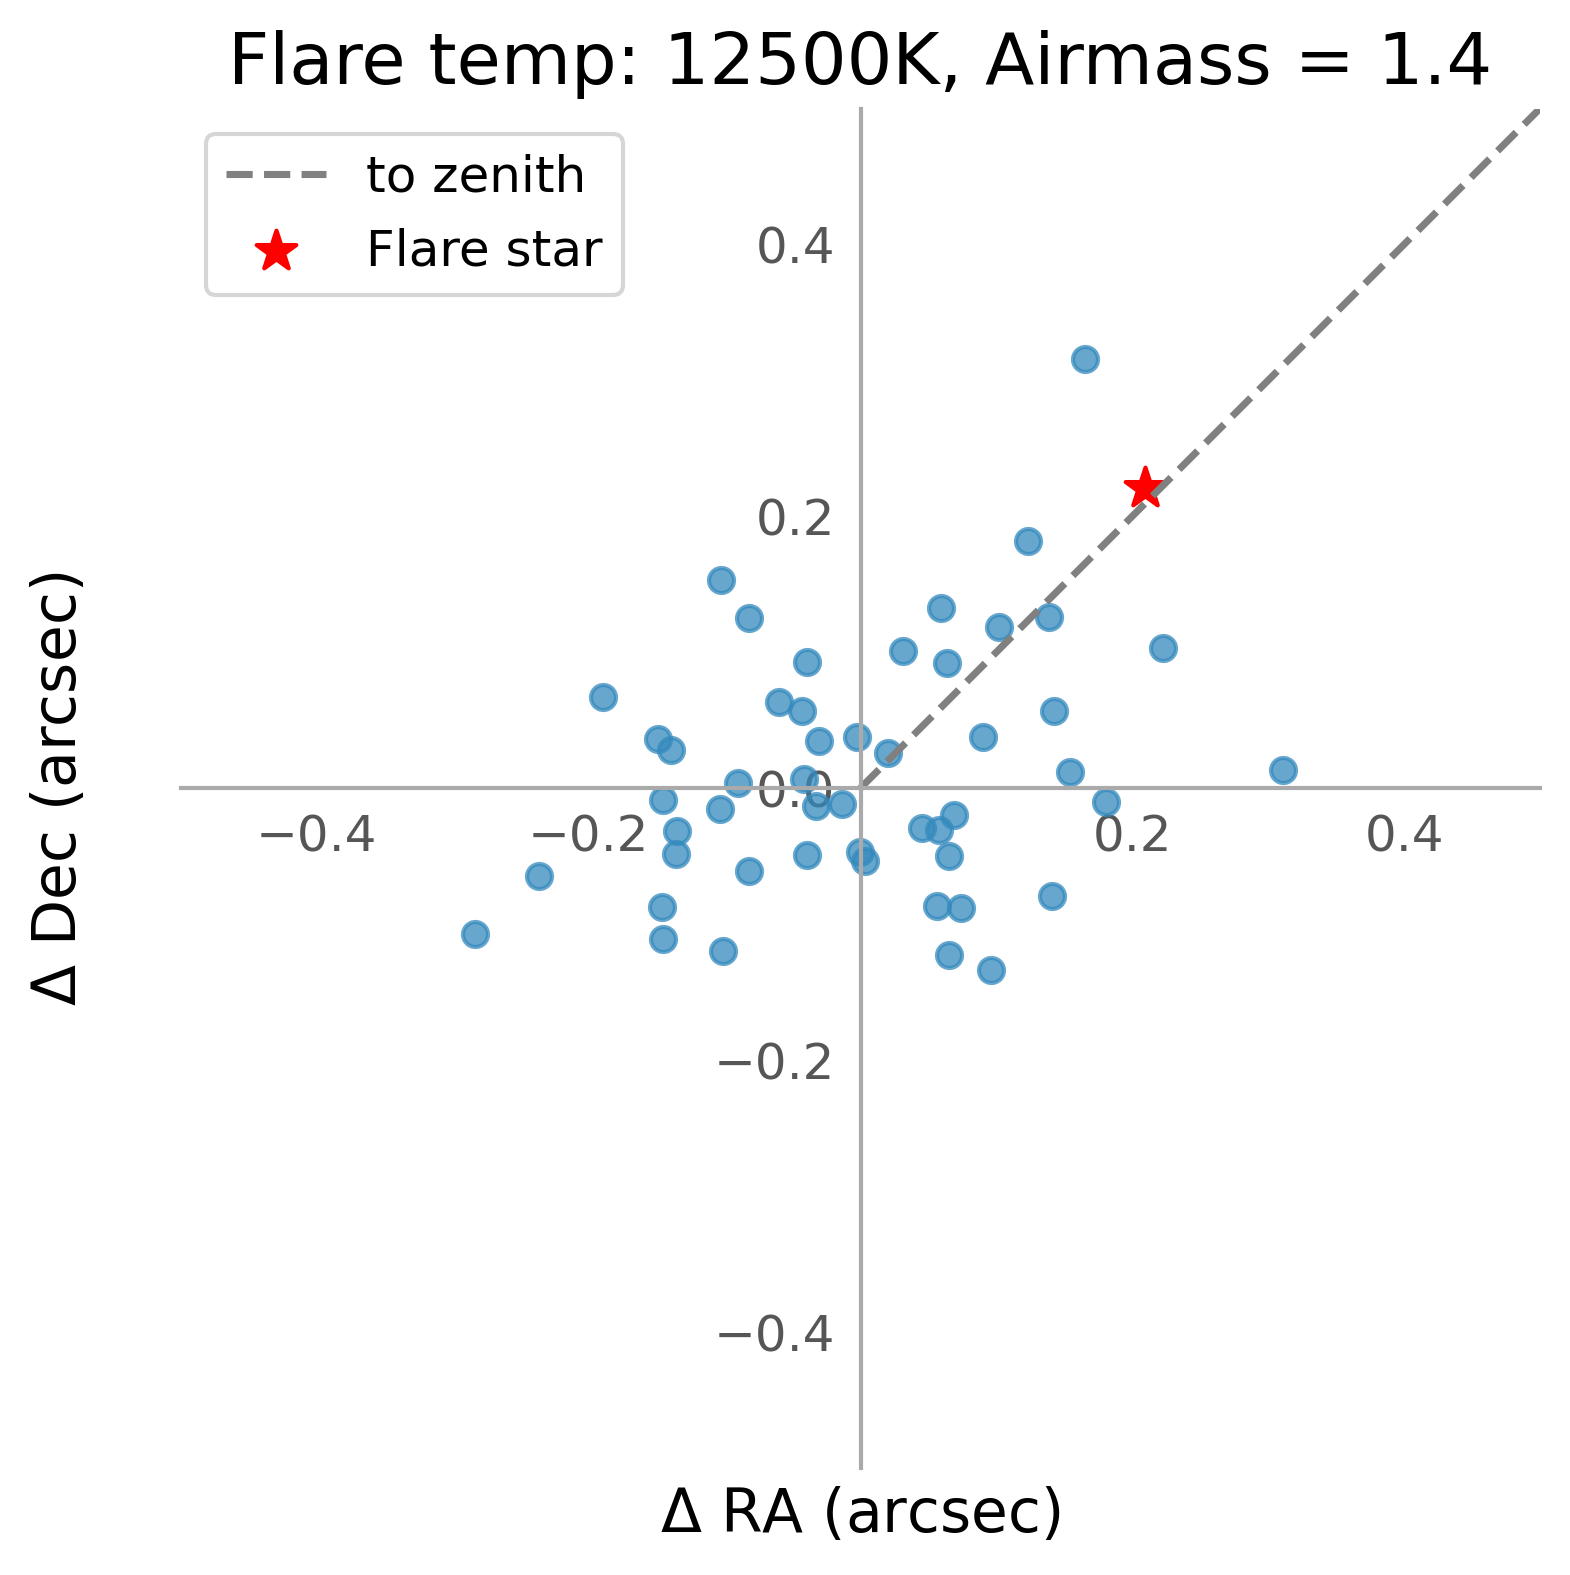 Flare temp: 12500K, Airmass = 1.4
to zenith
Flare star
0.4
0.2
0.0
−0.4 −0.2 0.2 0.4
−0.2
−0.4
Δ Dec (arcsec)
Δ RA (arcsec)